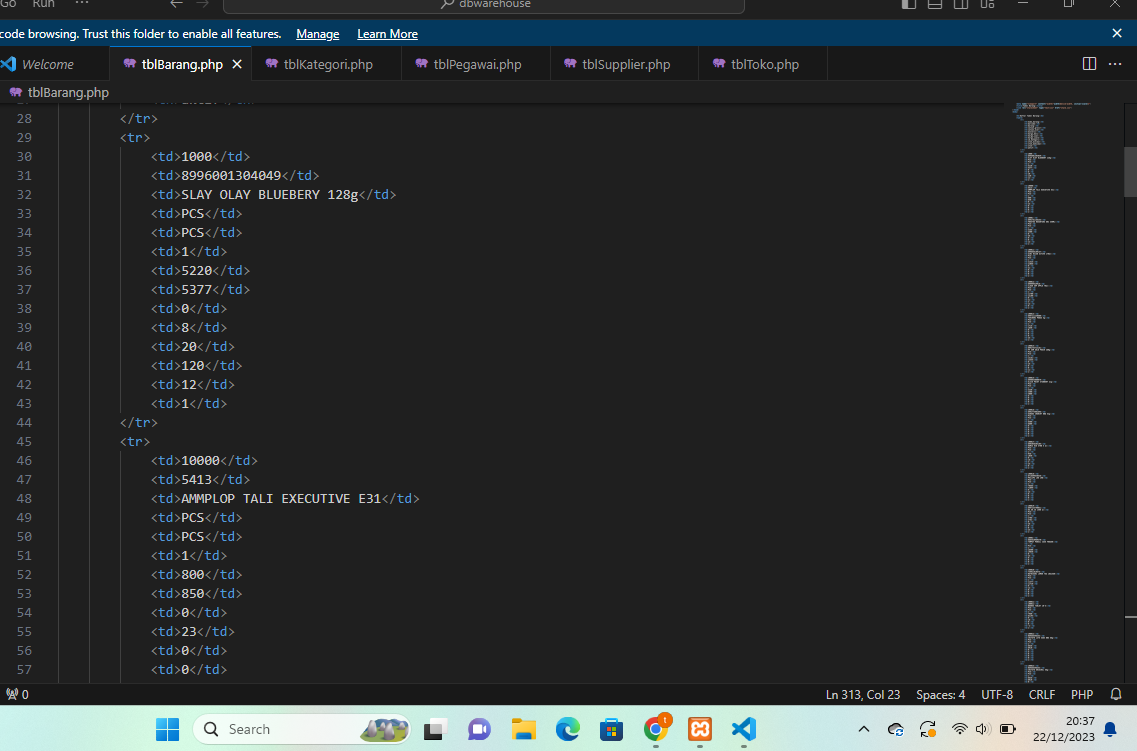 Go Run ··· dbwarehouse
code browsing. Trust this folder to enable all features. Manage Learn More
Welcome tblBarang.php tblKategori.php tblPegawai.php tblSupplier.php tblToko.php
tblBarang.php
28 </tr>
29 <tr>
30 <td>1000</td>
31 <td>8996001304049</td>
32 <td>SLAY OLAY BLUEBERY 128g</td>
33 <td>PCS</td>
34 <td>PCS</td>
35 <td>1</td>
36 <td>5220</td>
37 <td>5377</td>
38 <td>0</td>
39 <td>8</td>
40 <td>20</td>
41 <td>120</td>
42 <td>12</td>
43 <td>1</td>
44 </tr>
45 <tr>
46 <td>10000</td>
47 <td>5413</td>
48 <td>AMMPLOP TALI EXECUTIVE E31</td>
49 <td>PCS</td>
50 <td>PCS</td>
51 <td>1</td>
52 <td>800</td>
53 <td>850</td>
54 <td>0</td>
55 <td>23</td>
56 <td>0</td>
57 <td>0</td>
0 Ln 313, Col 23 Spaces: 4 UTF-8 CRLF PHP
Search 1 20:37
22/12/2023